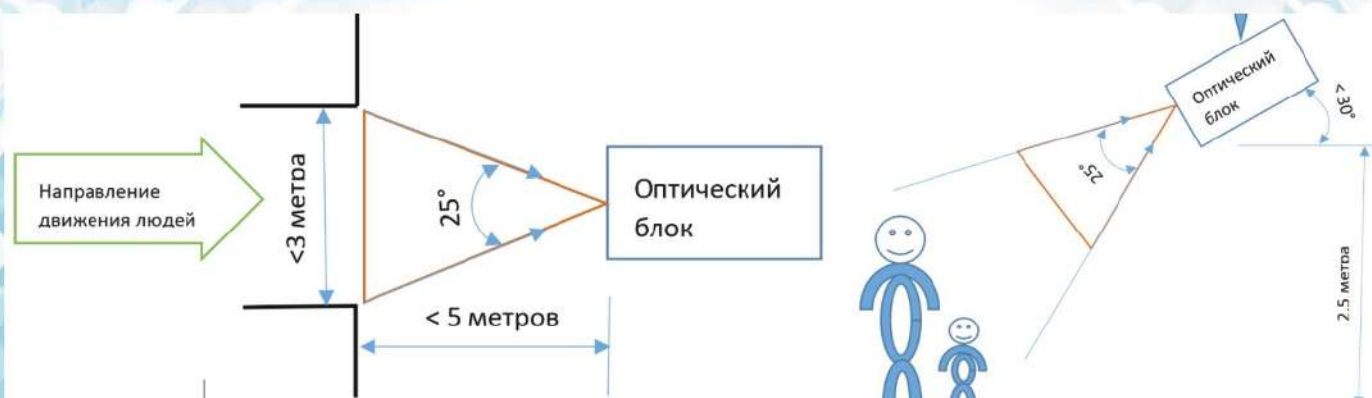 Направление
движения людей
<3 метра
25°
< 5 метров
Оптический
блок
25°
Оптический
блок
< 30°
2.5 метра